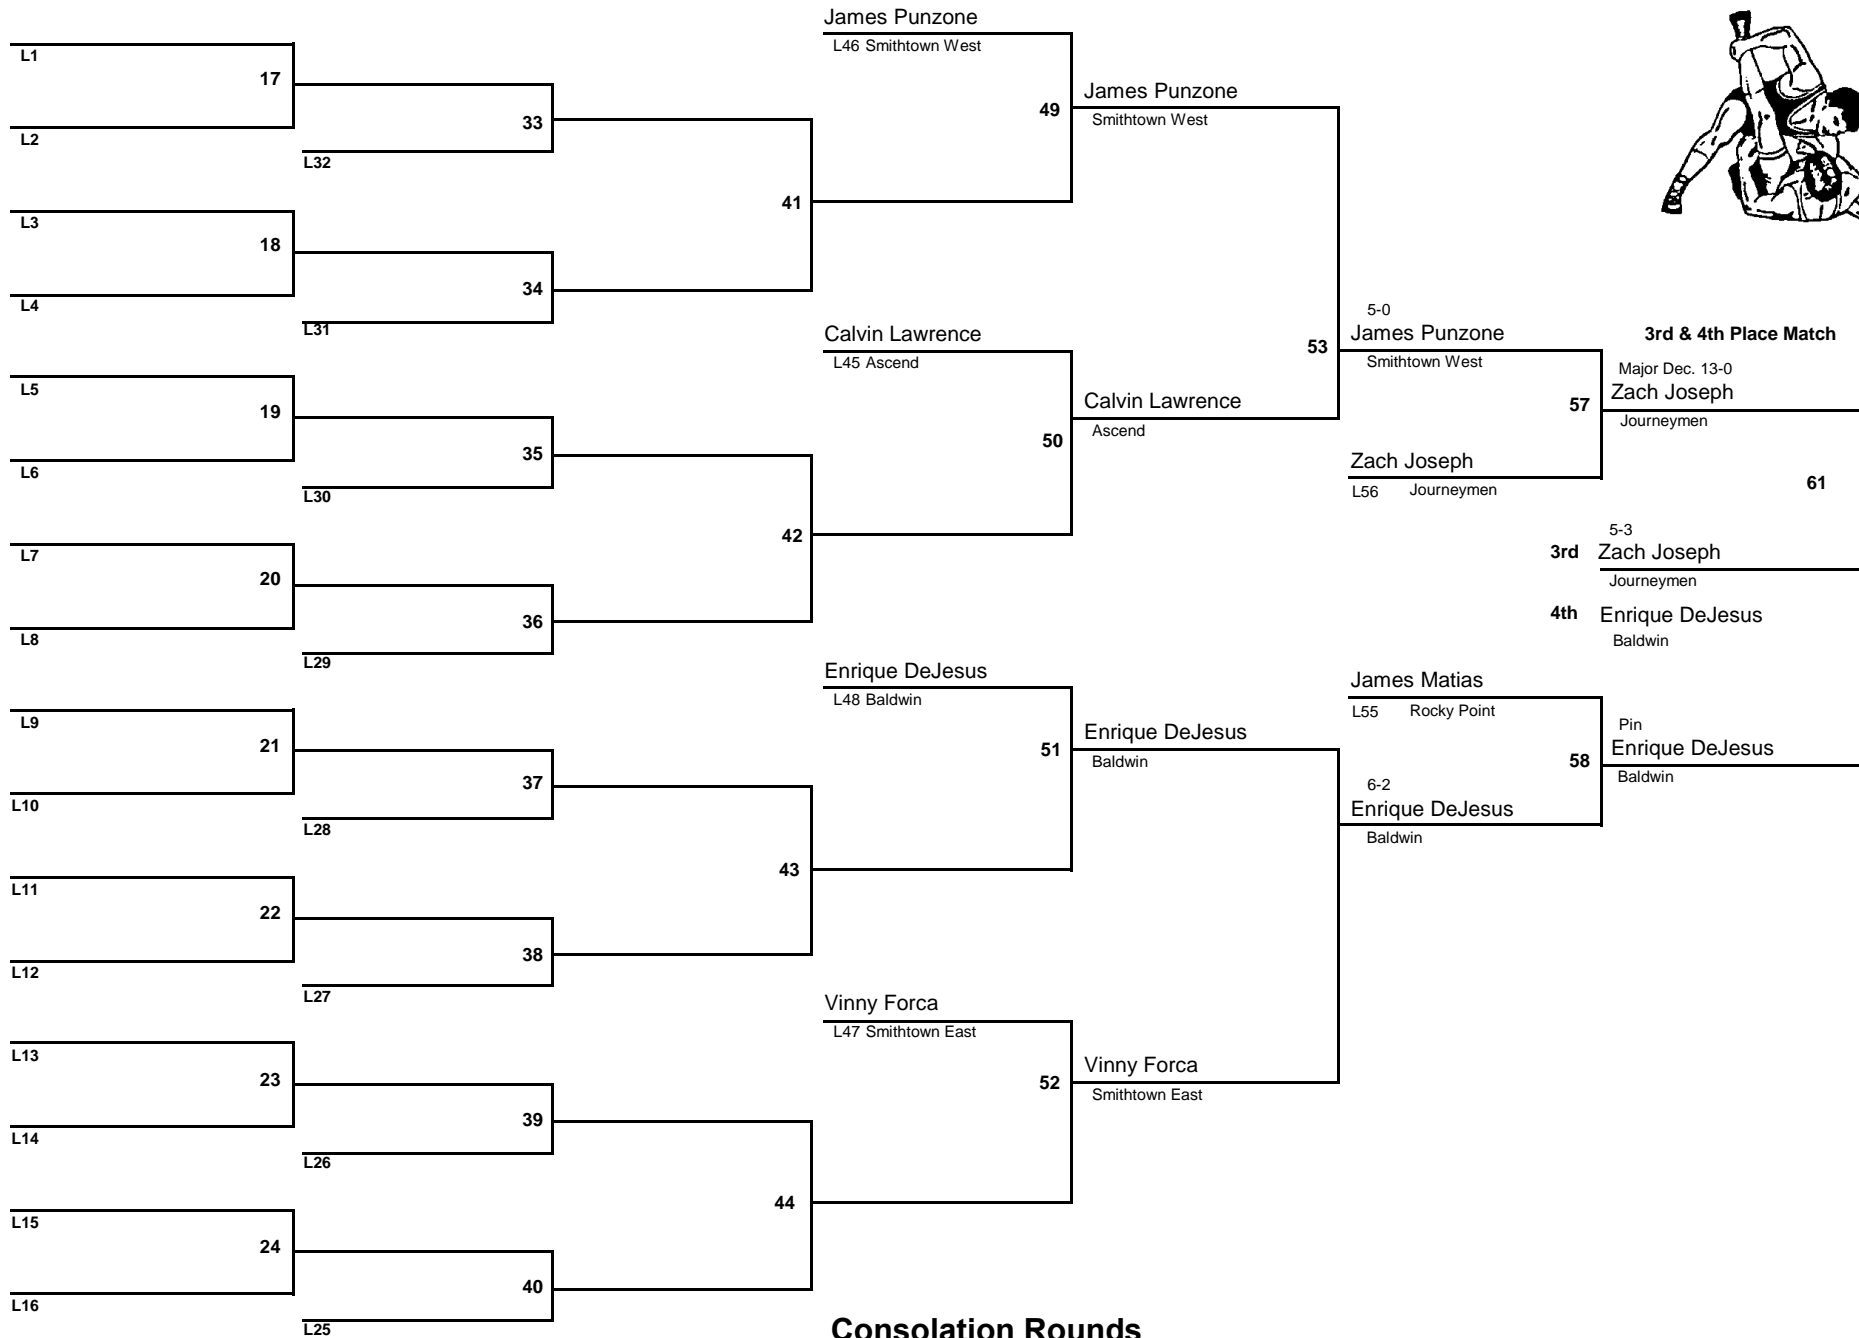 James Punzone
L46 Smithtown West
L1
17
L2
33
L32
49
James Punzone
Smithtown West
41
L3
18
L4
34
L31
Calvin Lawrence
L45 Ascend
53
5-0
James Punzone
Smithtown West
3rd & 4th Place Match
Major Dec. 13-0
Zach Joseph
Journeymen
57
L5
19
L6
35
L30
50
Calvin Lawrence
Ascend
Zach Joseph
L56 Journeymen
61
42
L7
20
L8
36
L29
5-3
3rd Zach Joseph
Journeymen
4th Enrique DeJesus
Baldwin
Enrique DeJesus
L48 Baldwin
James Matias
L55 Rocky Point
L9
21
L10
37
L28
51
Enrique DeJesus
Baldwin
58
Pin
Enrique DeJesus
Baldwin
6-2
Enrique DeJesus
Baldwin
43
L11
22
L12
38
L27
Vinny Forca
L47 Smithtown East
L13
23
L14
39
L26
52
Vinny Forca
Smithtown East
44
L15
24
L16
40
L25
Consolation Rounds